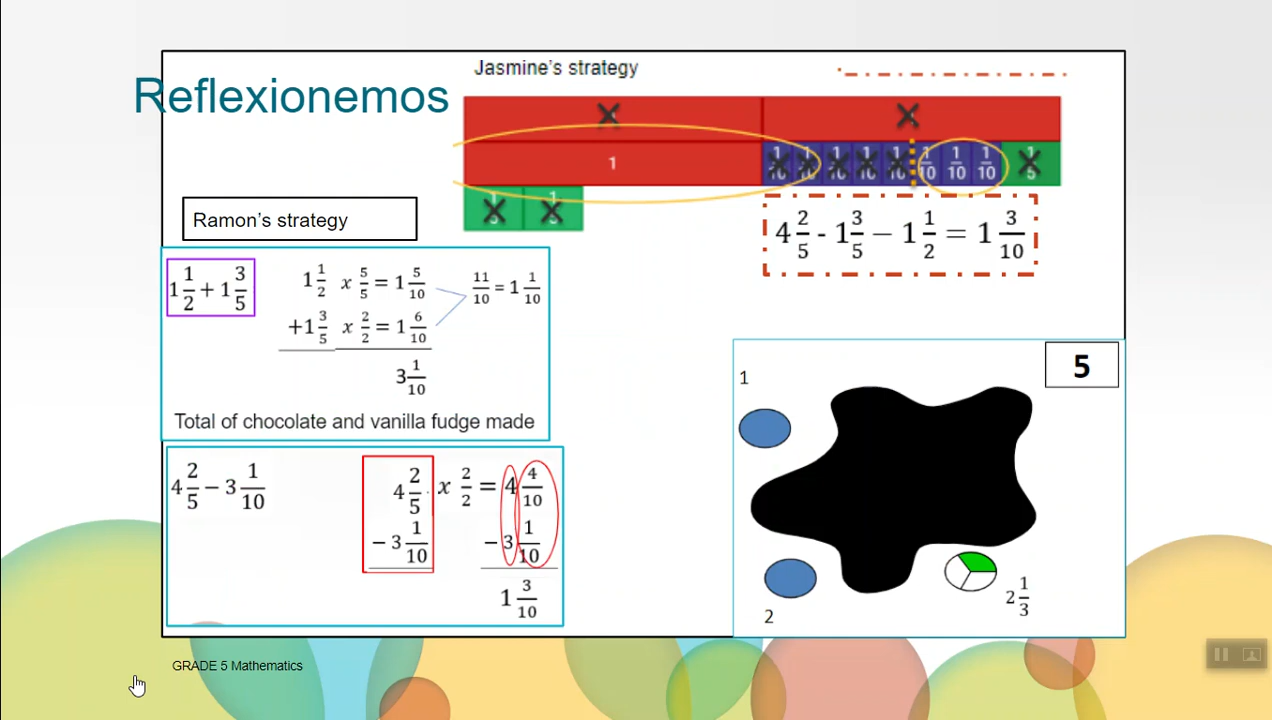 Reflexionemos
Jasmine's strategy
1
1/10 1/10 1/10 1/10 1/10 1/10 1/10 1/10 1/5
1/5 1/5
4 2/5 - 1 3/5 − 1 1/2 = 1 3/10
Ramon's strategy
1 1/2 + 1 3/5
1 1/2 x 5/5 = 1 5/10
11/10 = 1 1/10
+1 3/5 x 2/2 = 1 6/10
3 1/10
Total of chocolate and vanilla fudge made
4 2/5 − 3 1/10
4 2/5 x 2/2 = 4 4/10
− 3 1/10 − 3 1/10
1 3/10
5
1
2
2 1/3
GRADE 5 Mathematics